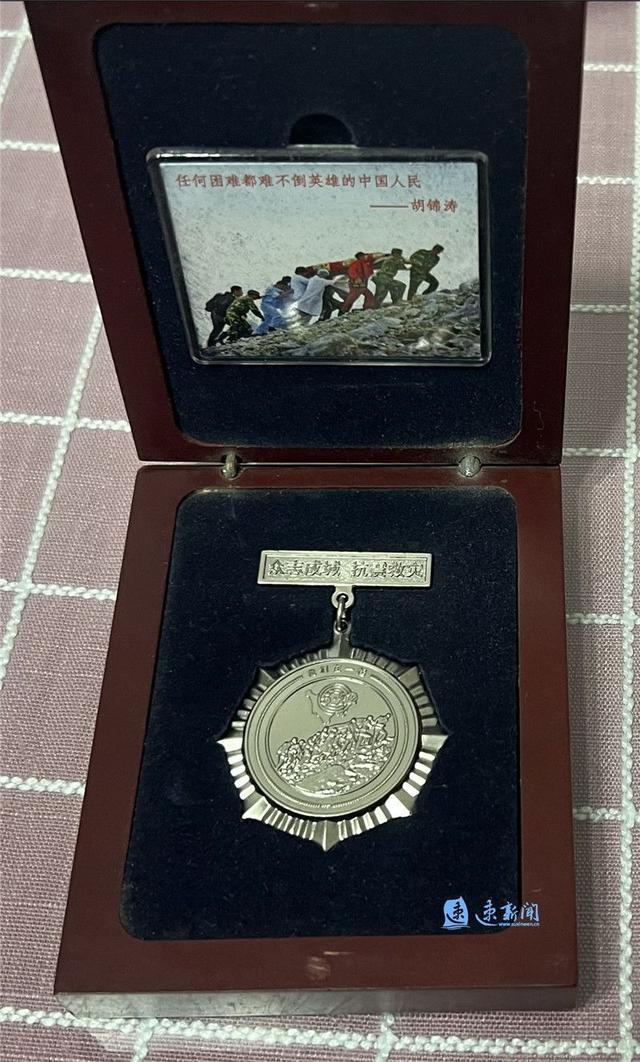 任何困难都难不倒英雄的中国人民
——胡锦涛
众志成城 抗震救灾
速新闻